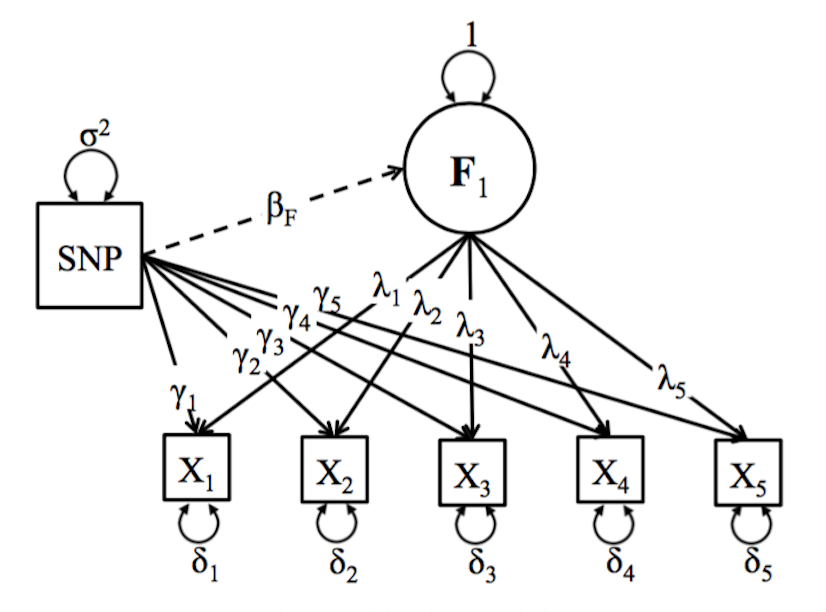 1
σ²
F₁
SNP
β_F
λ₁ λ₂ λ₃ λ₄ λ₅
γ₁ γ₂ γ₃ γ₄ γ₅
X₁ X₂ X₃ X₄ X₅
δ₁ δ₂ δ₃ δ₄ δ₅